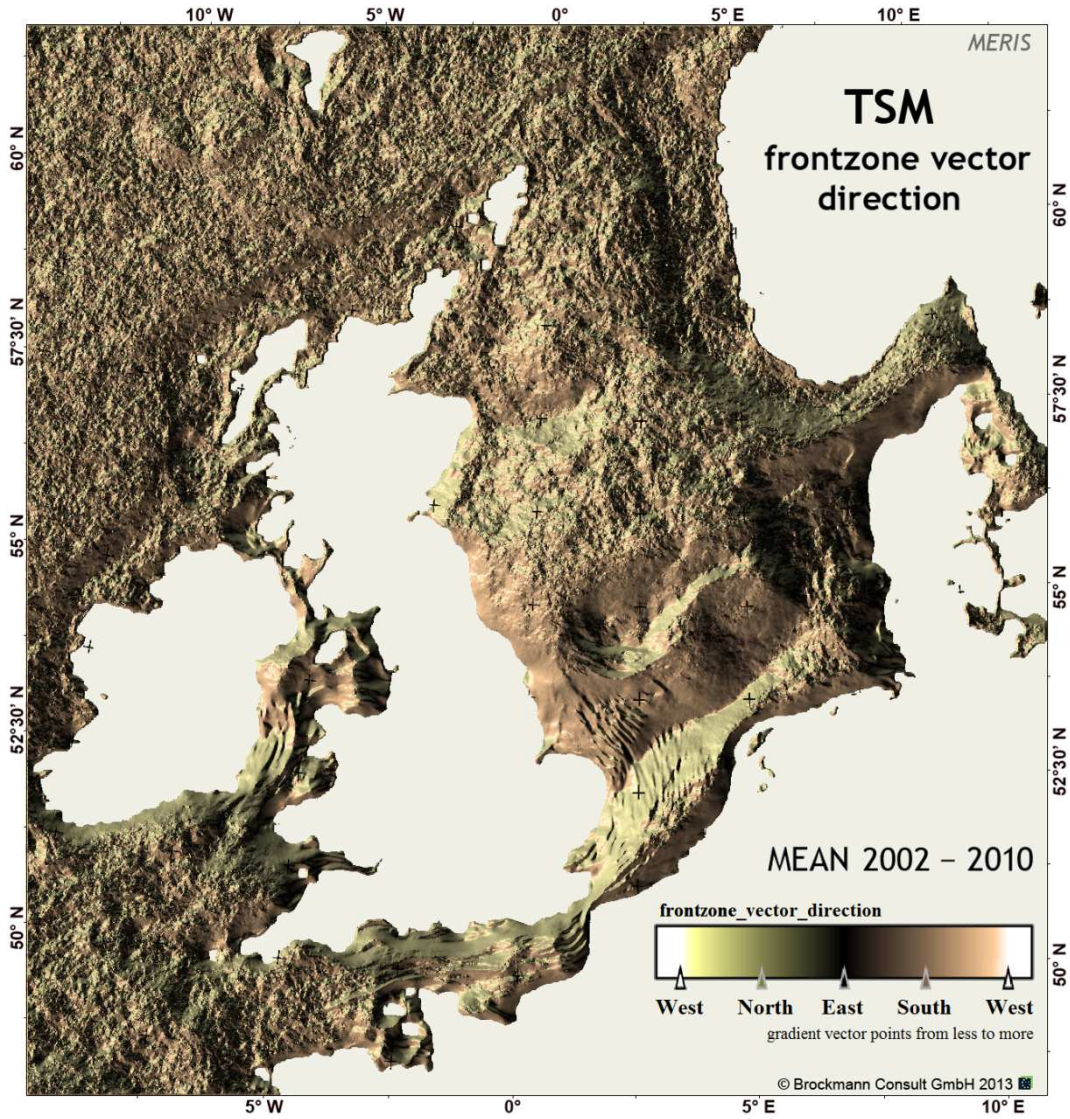 10° W 5° W 0° 5° E 10° E
MERIS
TSM
frontzone vector
direction
60° N
60° N
57°30' N
57°30' N
55° N
55° N
52°30' N
52°30' N
MEAN 2002 – 2010
frontzone_vector_direction
50° N
50° N
West North East South West
gradient vector points from less to more
© Brockmann Consult GmbH 2013
5° W 0° 5° E 10° E